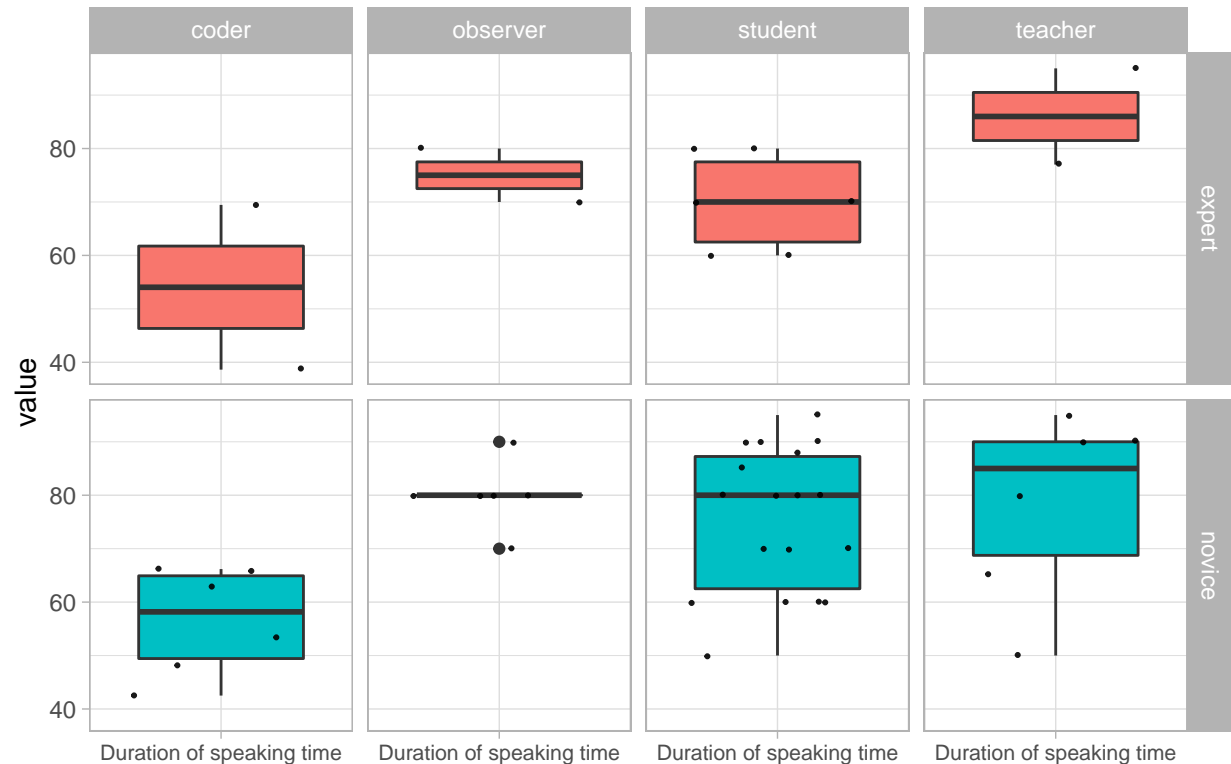 coder observer student teacher
80
60
40
expert
value
80
60
40
novice
Duration of speaking time Duration of speaking time Duration of speaking time Duration of speaking time